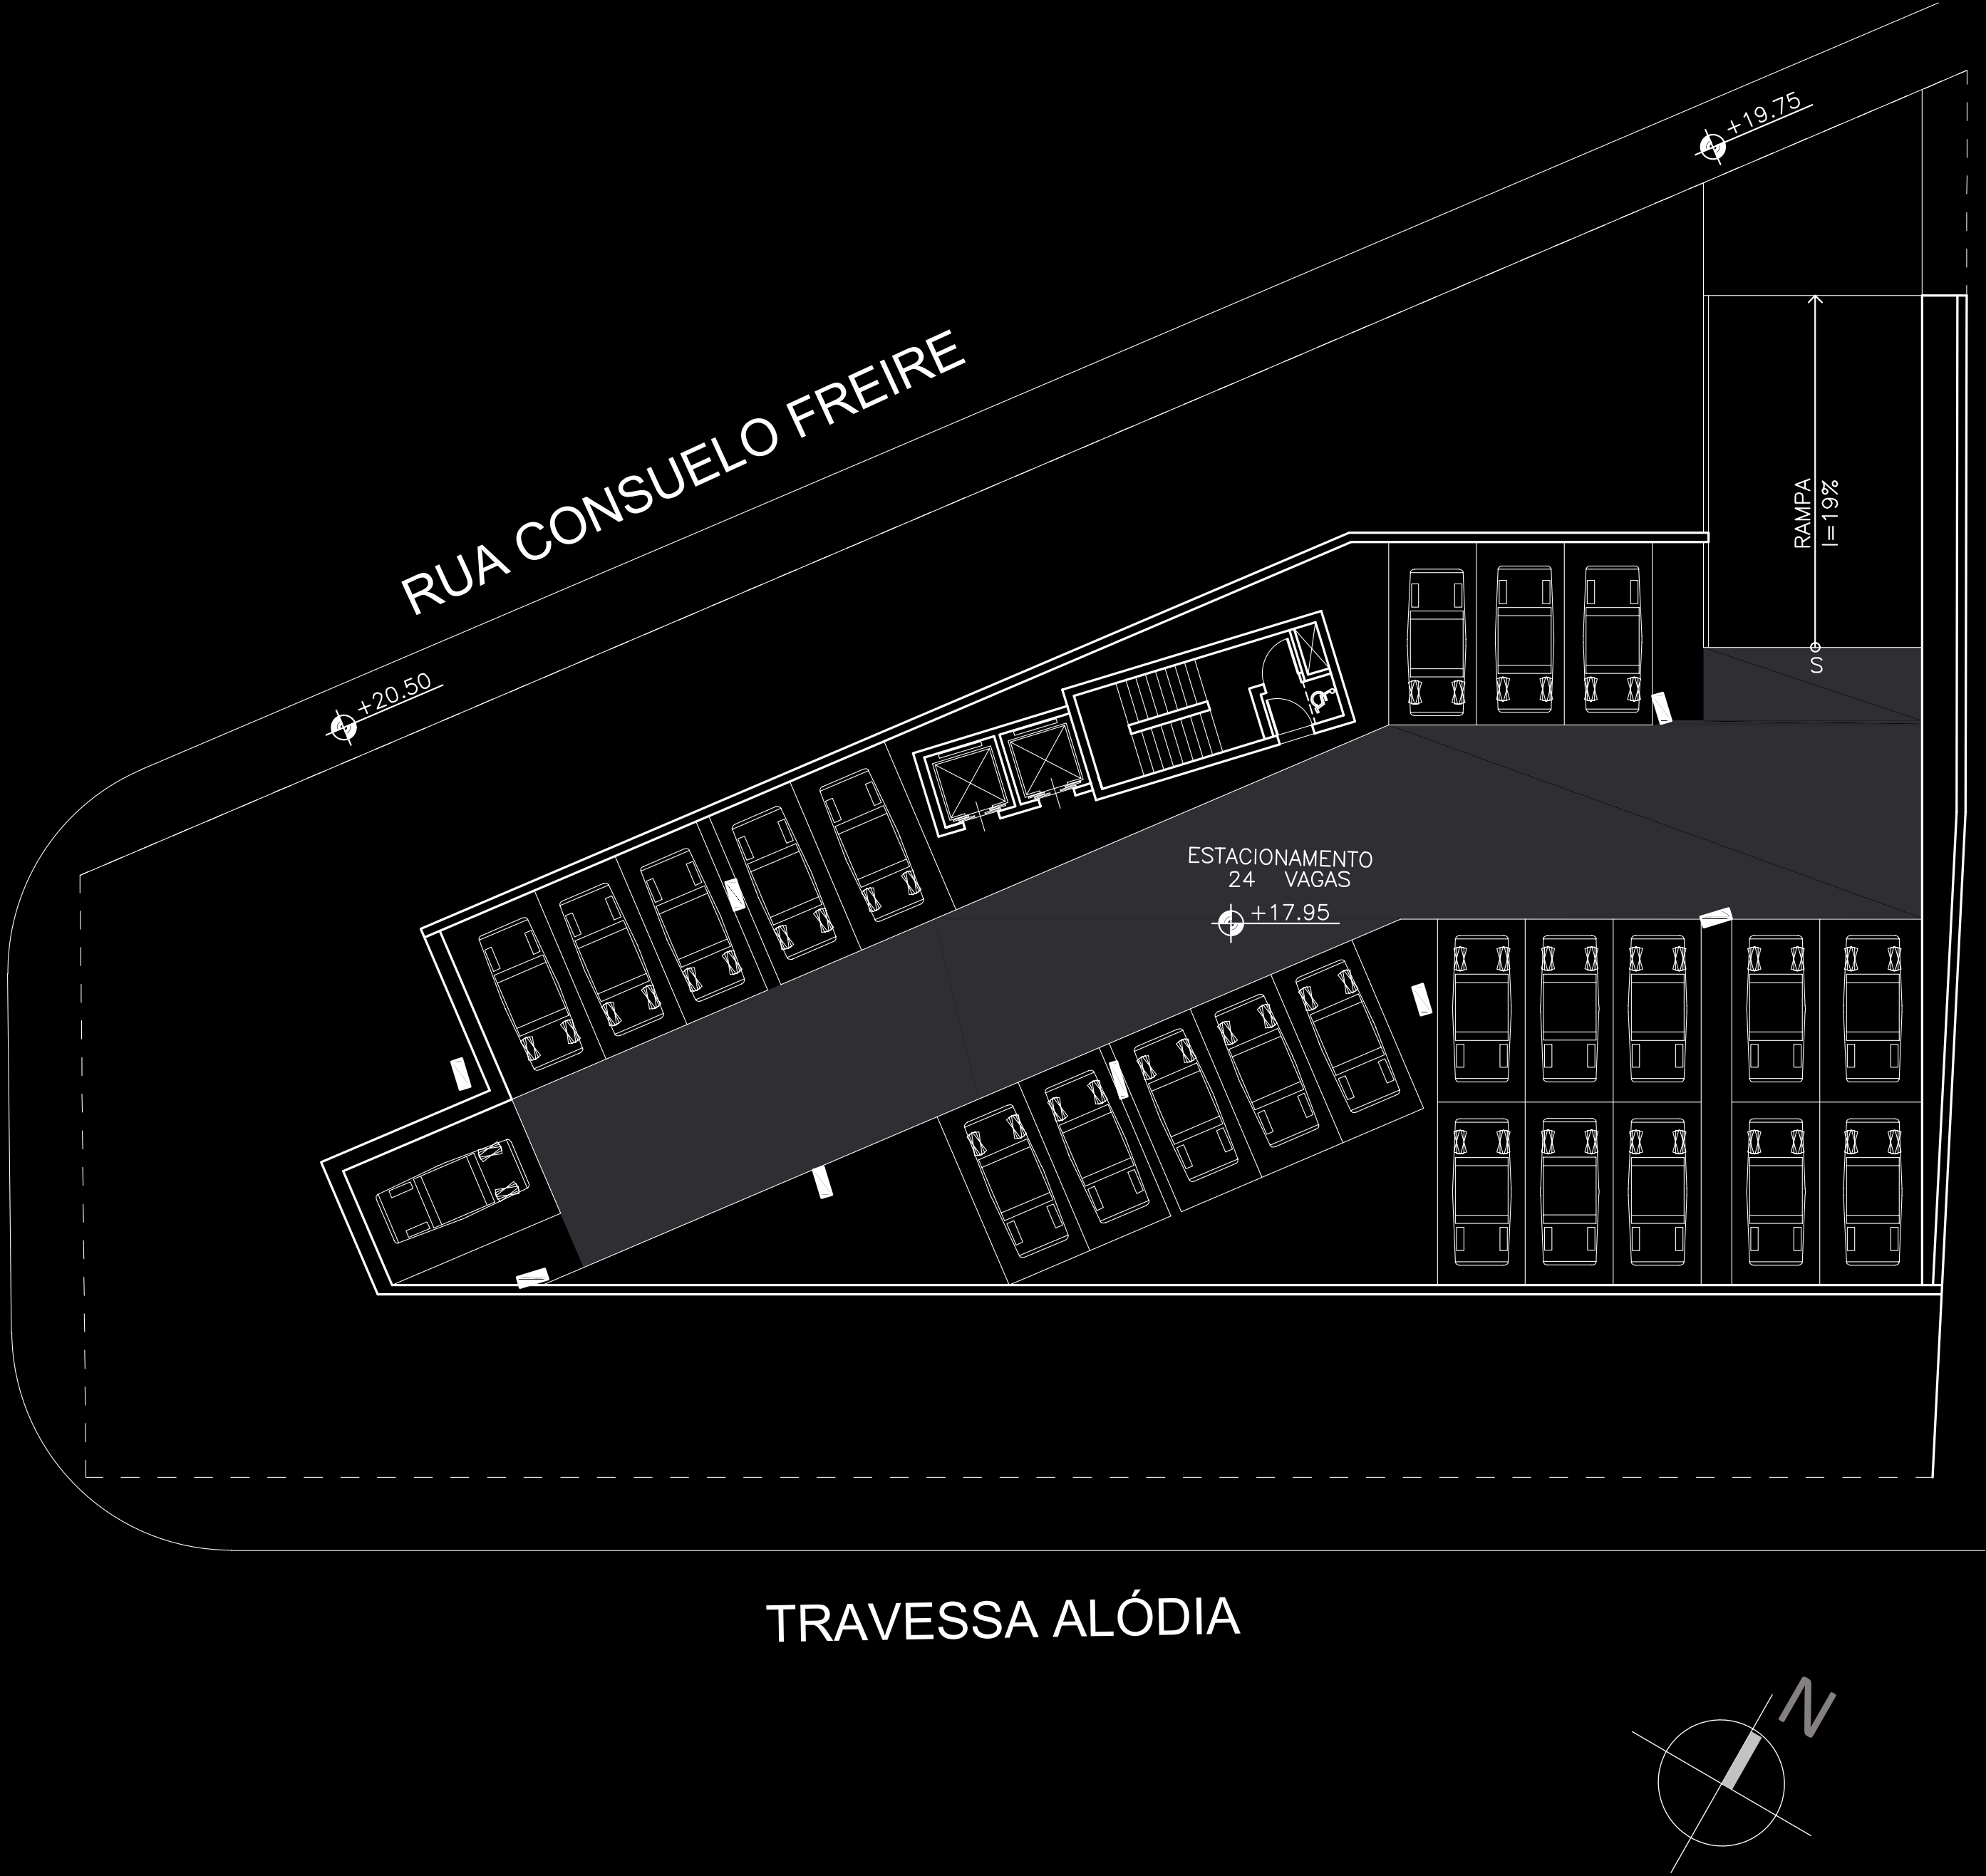 +19.75
RUA CONSUELO FREIRE
+20.50
RAMPA
I=19%
S
ESTACIONAMENTO
24 VAGAS
+17.95
TRAVESSA ALÓDIA
N